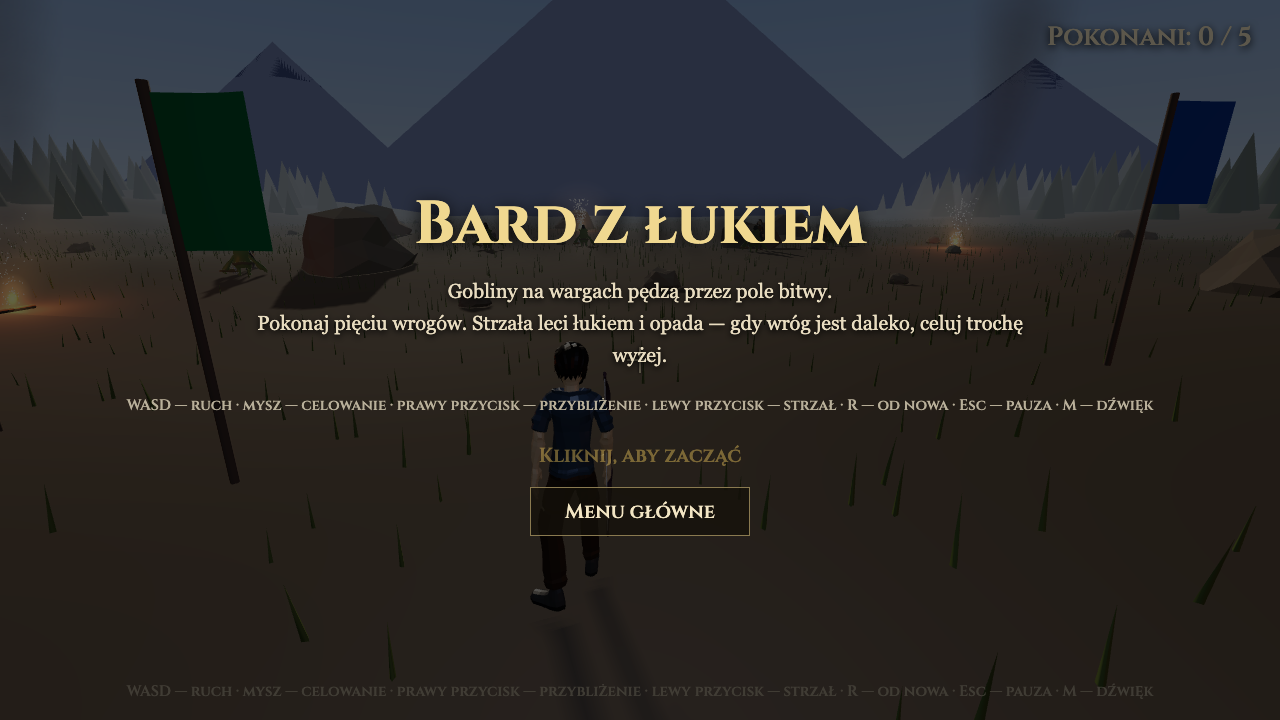 Pokonani: 0 / 5
Bard z łukiem
Gobliny na wargach pędzą przez pole bitwy.
Pokonaj pięciu wrogów. Strzała leci łukiem i opada — gdy wróg jest daleko, celuj trochę
wyżej.
WASD — ruch · mysz — celowanie · prawy przycisk — przybliżenie · lewy przycisk — strzał · R — od nowa · Esc — pauza · M — dźwięk
Kliknij, aby zacząć
Menu główne
WASD — ruch · mysz — celowanie · prawy przycisk — przybliżenie · lewy przycisk — strzał · R — od nowa · Esc — pauza · M — dźwięk